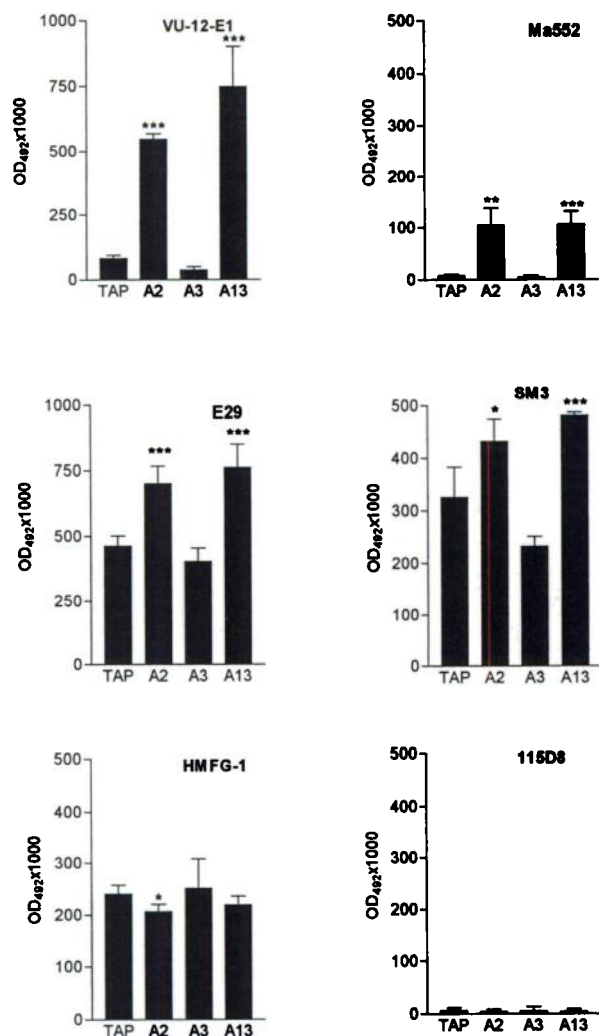 VU-12-E1
OD492x1000
1000
***
750
***
500
250
0
TAP A2 A3 A13
Ma552
OD492x1000
500
400
300
200
** ***
100
0
TAP A2 A3 A13
E29
OD492x1000
1000
*** ***
750
500
250
0
TAP A2 A3 A13
SM3
OD492x1000
500
* ***
400
300
200
100
0
TAP A2 A3 A13
HMFG-1
OD492x1000
500
400
300
*
200
100
0
TAP A2 A3 A13
115D8
OD492x1000
500
400
300
200
100
0
TAP A2 A3 A13